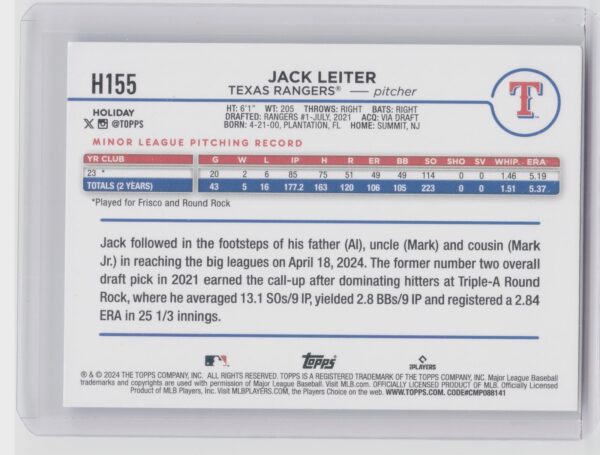 H155
JACK LEITER
TEXAS RANGERS® — pitcher
T
HOLIDAY
@TOPPS
HT: 6'1" WT: 205 THROWS: RIGHT BATS: RIGHT
DRAFTED: RANGERS #1-JULY, 2021 ACQ: VIA DRAFT
BORN: 4-21-00, PLANTATION, FL HOME: SUMMIT, NJ
MINOR LEAGUE PITCHING RECORD
YR CLUB G W L IP H R ER BB SO SHO SV WHIP ERA
23 * 20 2 6 85 75 51 49 49 114 0 0 1.46 5.19
TOTALS (2 YEARS) 43 5 16 177.2 163 120 106 105 223 0 0 1.51 5.37
*Played for Frisco and Round Rock
Jack followed in the footsteps of his father (Al), uncle (Mark) and cousin (Mark
Jr.) in reaching the big leagues on April 18, 2024. The former number two overall
draft pick in 2021 earned the call-up after dominating hitters at Triple-A Round
Rock, where he averaged 13.1 SOs/9 IP, yielded 2.8 BBs/9 IP and registered a 2.84
ERA in 25 1/3 innings.
Topps
PLAYERS
® & © 2024 THE TOPPS COMPANY, INC. ALL RIGHTS RESERVED. TOPPS IS A REGISTERED TRADEMARK OF THE TOPPS COMPANY, INC. Major League Baseball
trademarks and copyrights are used with permission of Major League Baseball. Visit MLB.com. OFFICIALLY LICENSED PRODUCT OF MLB. Officially Licensed
Product of MLB Players, Inc. Visit MLBPLAYERS.COM, the Players Choice on the web. WWW.TOPPS.COM. CODE#CMP088141